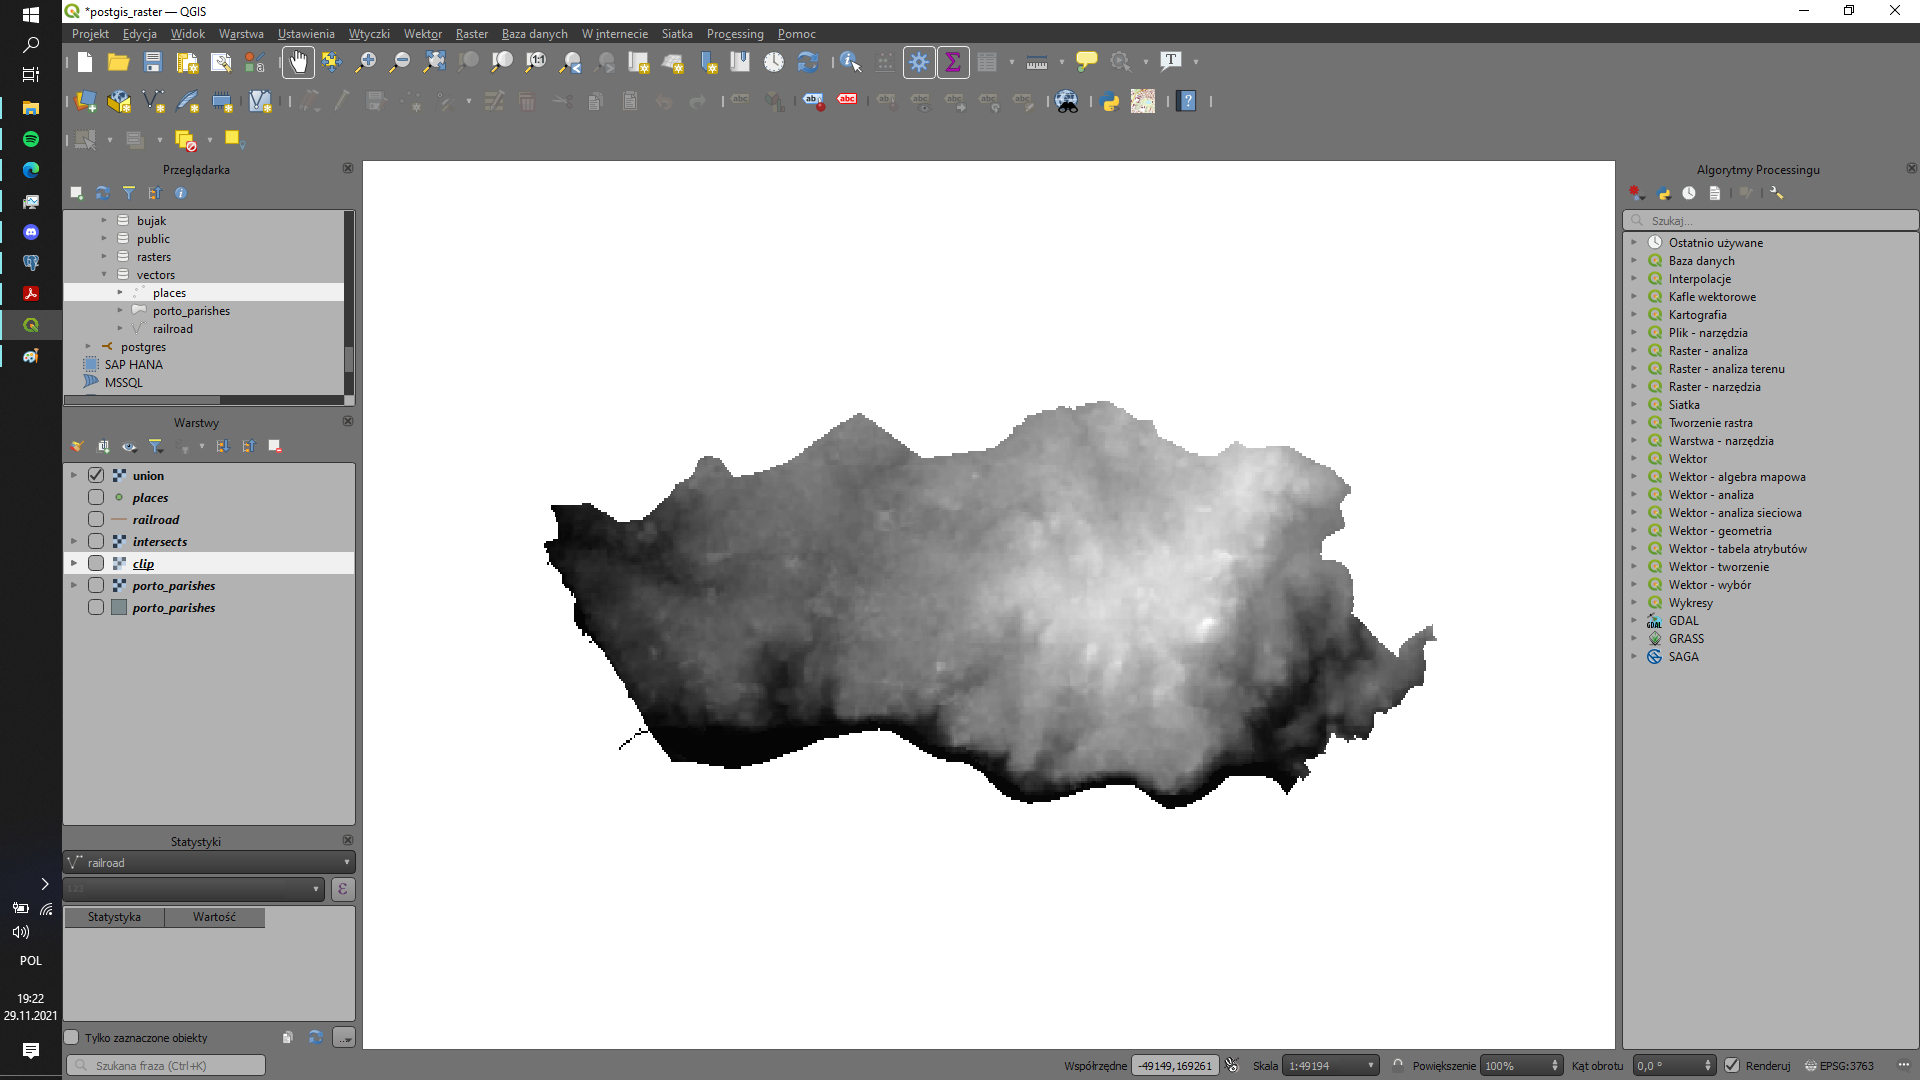 *postgis_raster — QGIS
Projekt Edycja Widok Warstwa Ustawienia Wtyczki Wektor Raster Baza danych W internecie Siatka Processing Pomoc
Przeglądarka
bujak
public
rasters
vectors
places
porto_parishes
railroad
postgres
SAP HANA
MSSQL
Warstwy
union
places
railroad
intersects
clip
porto_parishes
porto_parishes
Statystyki
railroad
123
Statystyka Wartość
Tylko zaznaczone obiekty
Szukana fraza (Ctrl+K)
Algorytmy Processingu
Szukaj...
Ostatnio używane
Baza danych
Interpolacje
Kafle wektorowe
Kartografia
Plik - narzędzia
Raster - analiza
Raster - analiza terenu
Raster - narzędzia
Siatka
Tworzenie rastra
Warstwa - narzędzia
Wektor
Wektor - algebra mapowa
Wektor - analiza
Wektor - analiza sieciowa
Wektor - geometria
Wektor - tabela atrybutów
Wektor - tworzenie
Wektor - wybór
Wykresy
GDAL
GRASS
SAGA
Współrzędne -49149,169261 Skala 1:49194 Powiększenie 100% Kąt obrotu 0,0 ° Renderuj EPSG:3763
POL
19:22
29.11.2021